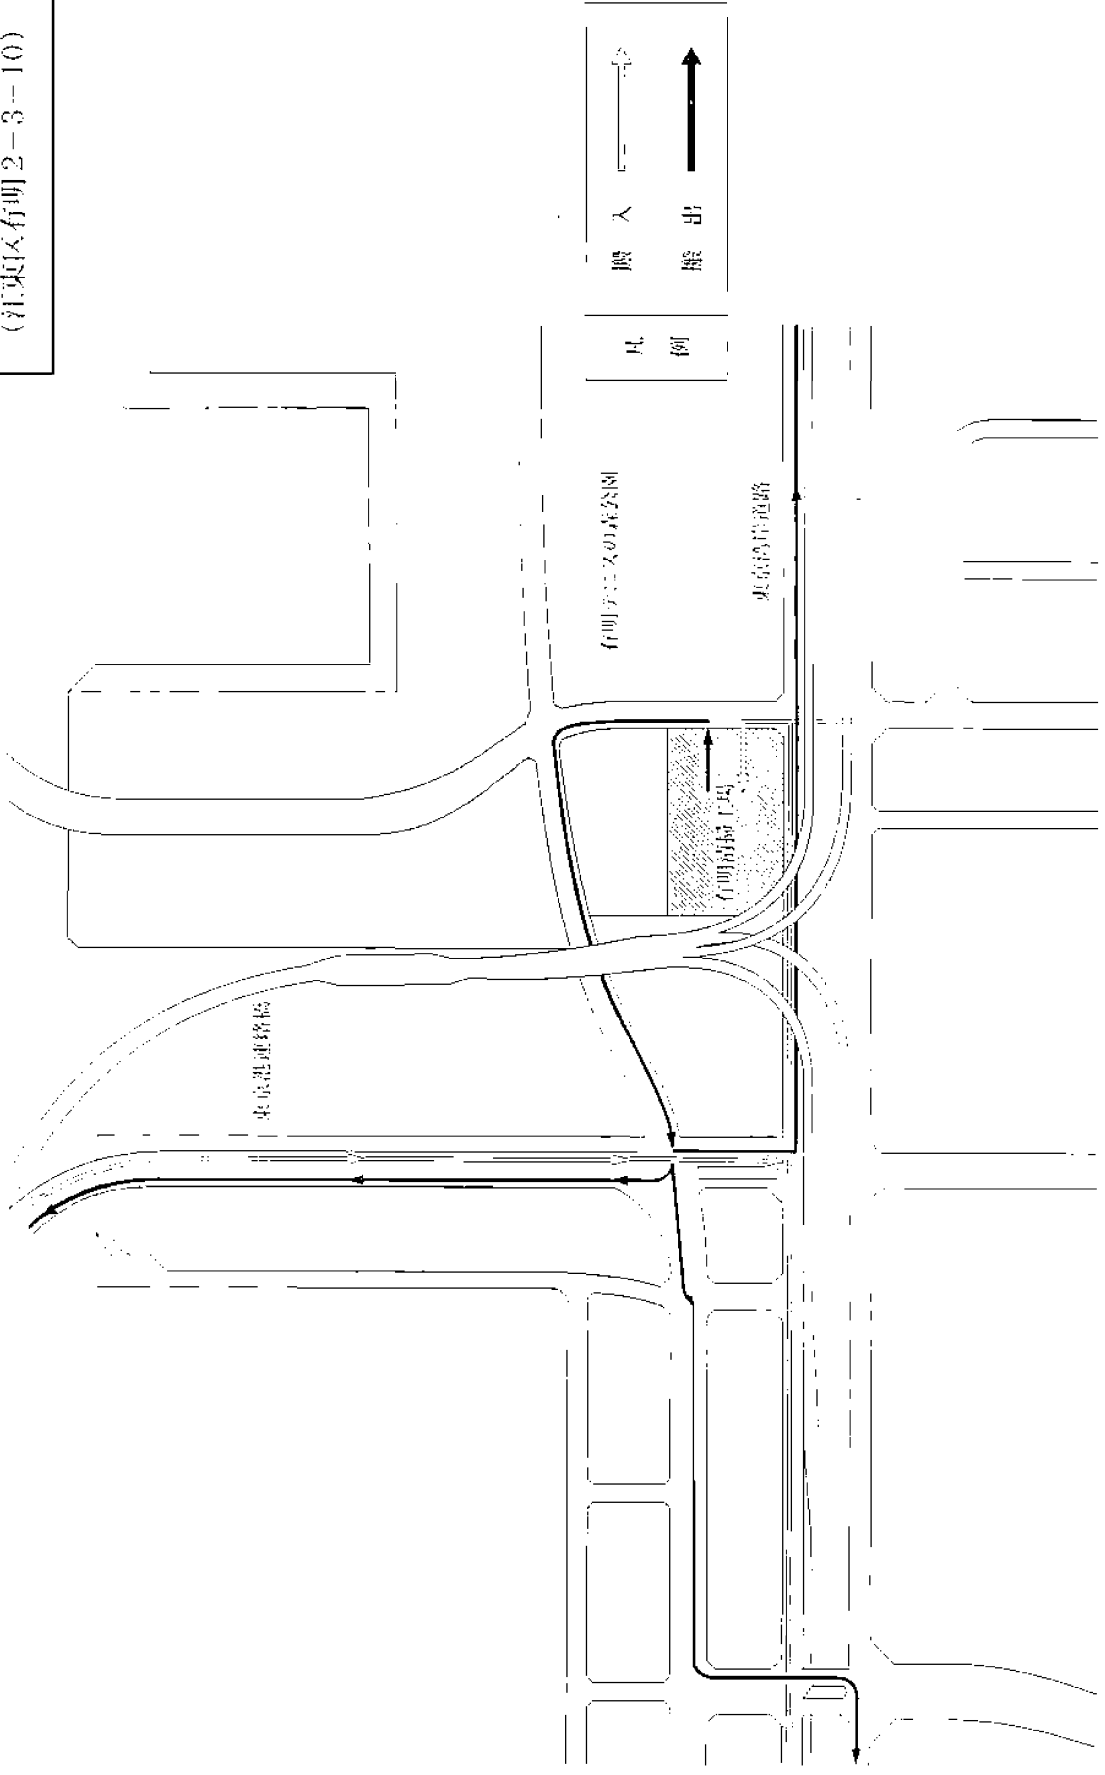 （江東区有明２－３－１０）
凡例
搬入
搬出
有明テニスの森公園
東京湾岸道路
有明清掃工場
東京港連絡橋